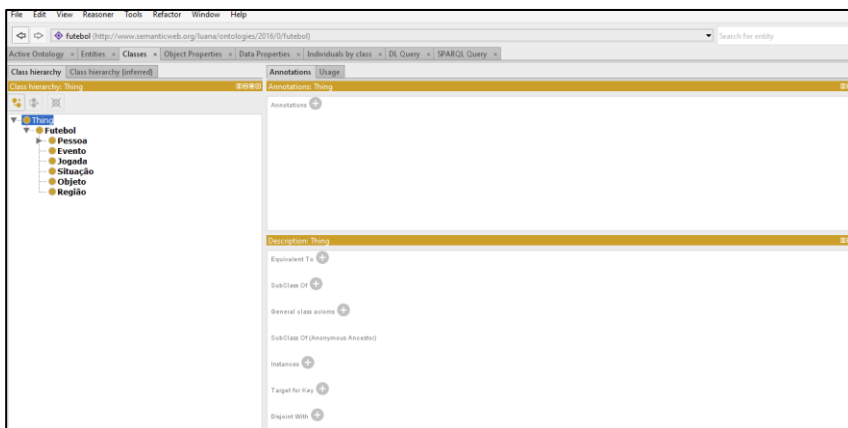 File Edit View Reasoner Tools Refactor Window Help
futebol (http://www.semanticweb.org/luana/ontologies/2016/0/futebol)
Search for entity
Active Ontology × Entities × Classes × Object Properties × Data Properties × Individuals by class × DL Query × SPARQL Query ×
Class hierarchy Class hierarchy (inferred)
Class hierarchy: Thing
Thing
Futebol
Pessoa
Evento
Jogada
Situação
Objeto
Região
Annotations Usage
Annotations: Thing
Annotations
Description: Thing
Equivalent To
SubClass Of
General class axioms
SubClass Of (Anonymous Ancestor)
Instances
Target for Key
Disjoint With